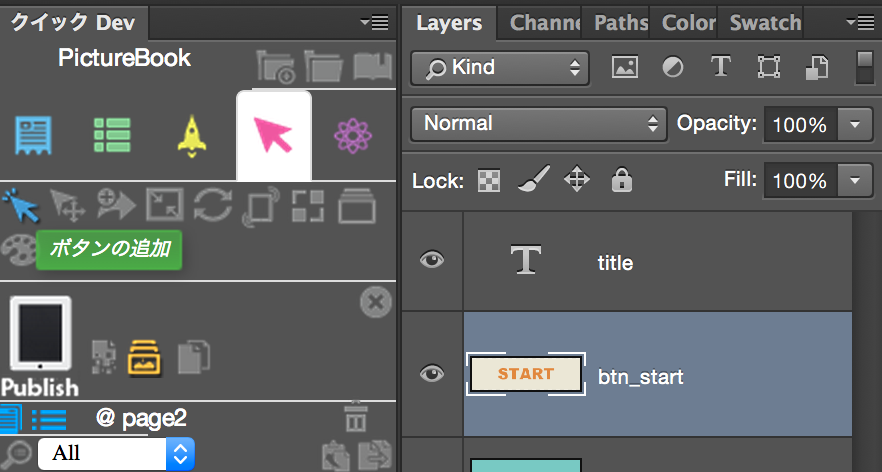 クイック Dev
PictureBook
ボタンの追加
Publish
@ page2
All
Layers
Channe
Paths
Color
Swatch
Kind
T
Normal
Opacity: 100%
Lock:
Fill: 100%
T
title
START
btn_start